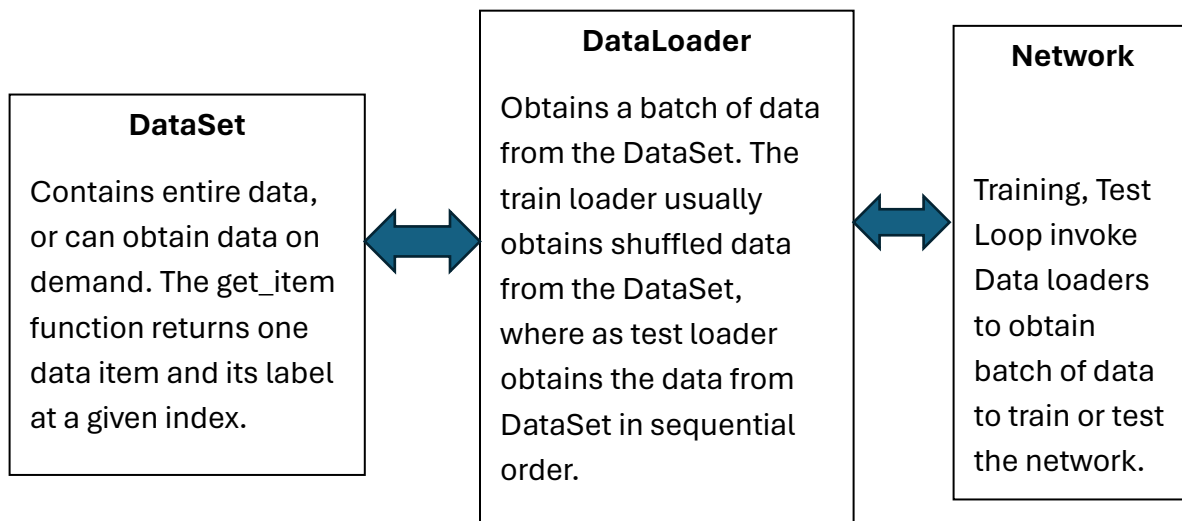 DataSet
Contains entire data,
or can obtain data on
demand. The get_item
function returns one
data item and its label
at a given index.
DataLoader
Obtains a batch of data
from the DataSet. The
train loader usually
obtains shuffled data
from the DataSet,
where as test loader
obtains the data from
DataSet in sequential
order.
Network
Training, Test
Loop invoke
Data loaders
to obtain
batch of data
to train or test
the network.